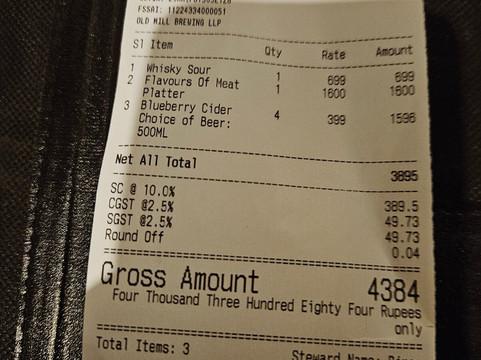 FSSAI: 11224334000051
OLD MILL BREWING LLP
Sl Item Qty Rate Amount
1 Whisky Sour 1 699 699
2 Flavours Of Meat 1 1600 1600
Platter
3 Blueberry Cider 4 399 1596
Choice of Beer:
500ML
Net All Total 3895
SC @ 10.0% 389.5
CGST @2.5% 49.73
SGST @2.5% 49.73
Round Off 0.04
Gross Amount 4384
Four Thousand Three Hundred Eighty Four Rupees
only
Total Items: 3
Steward Name: